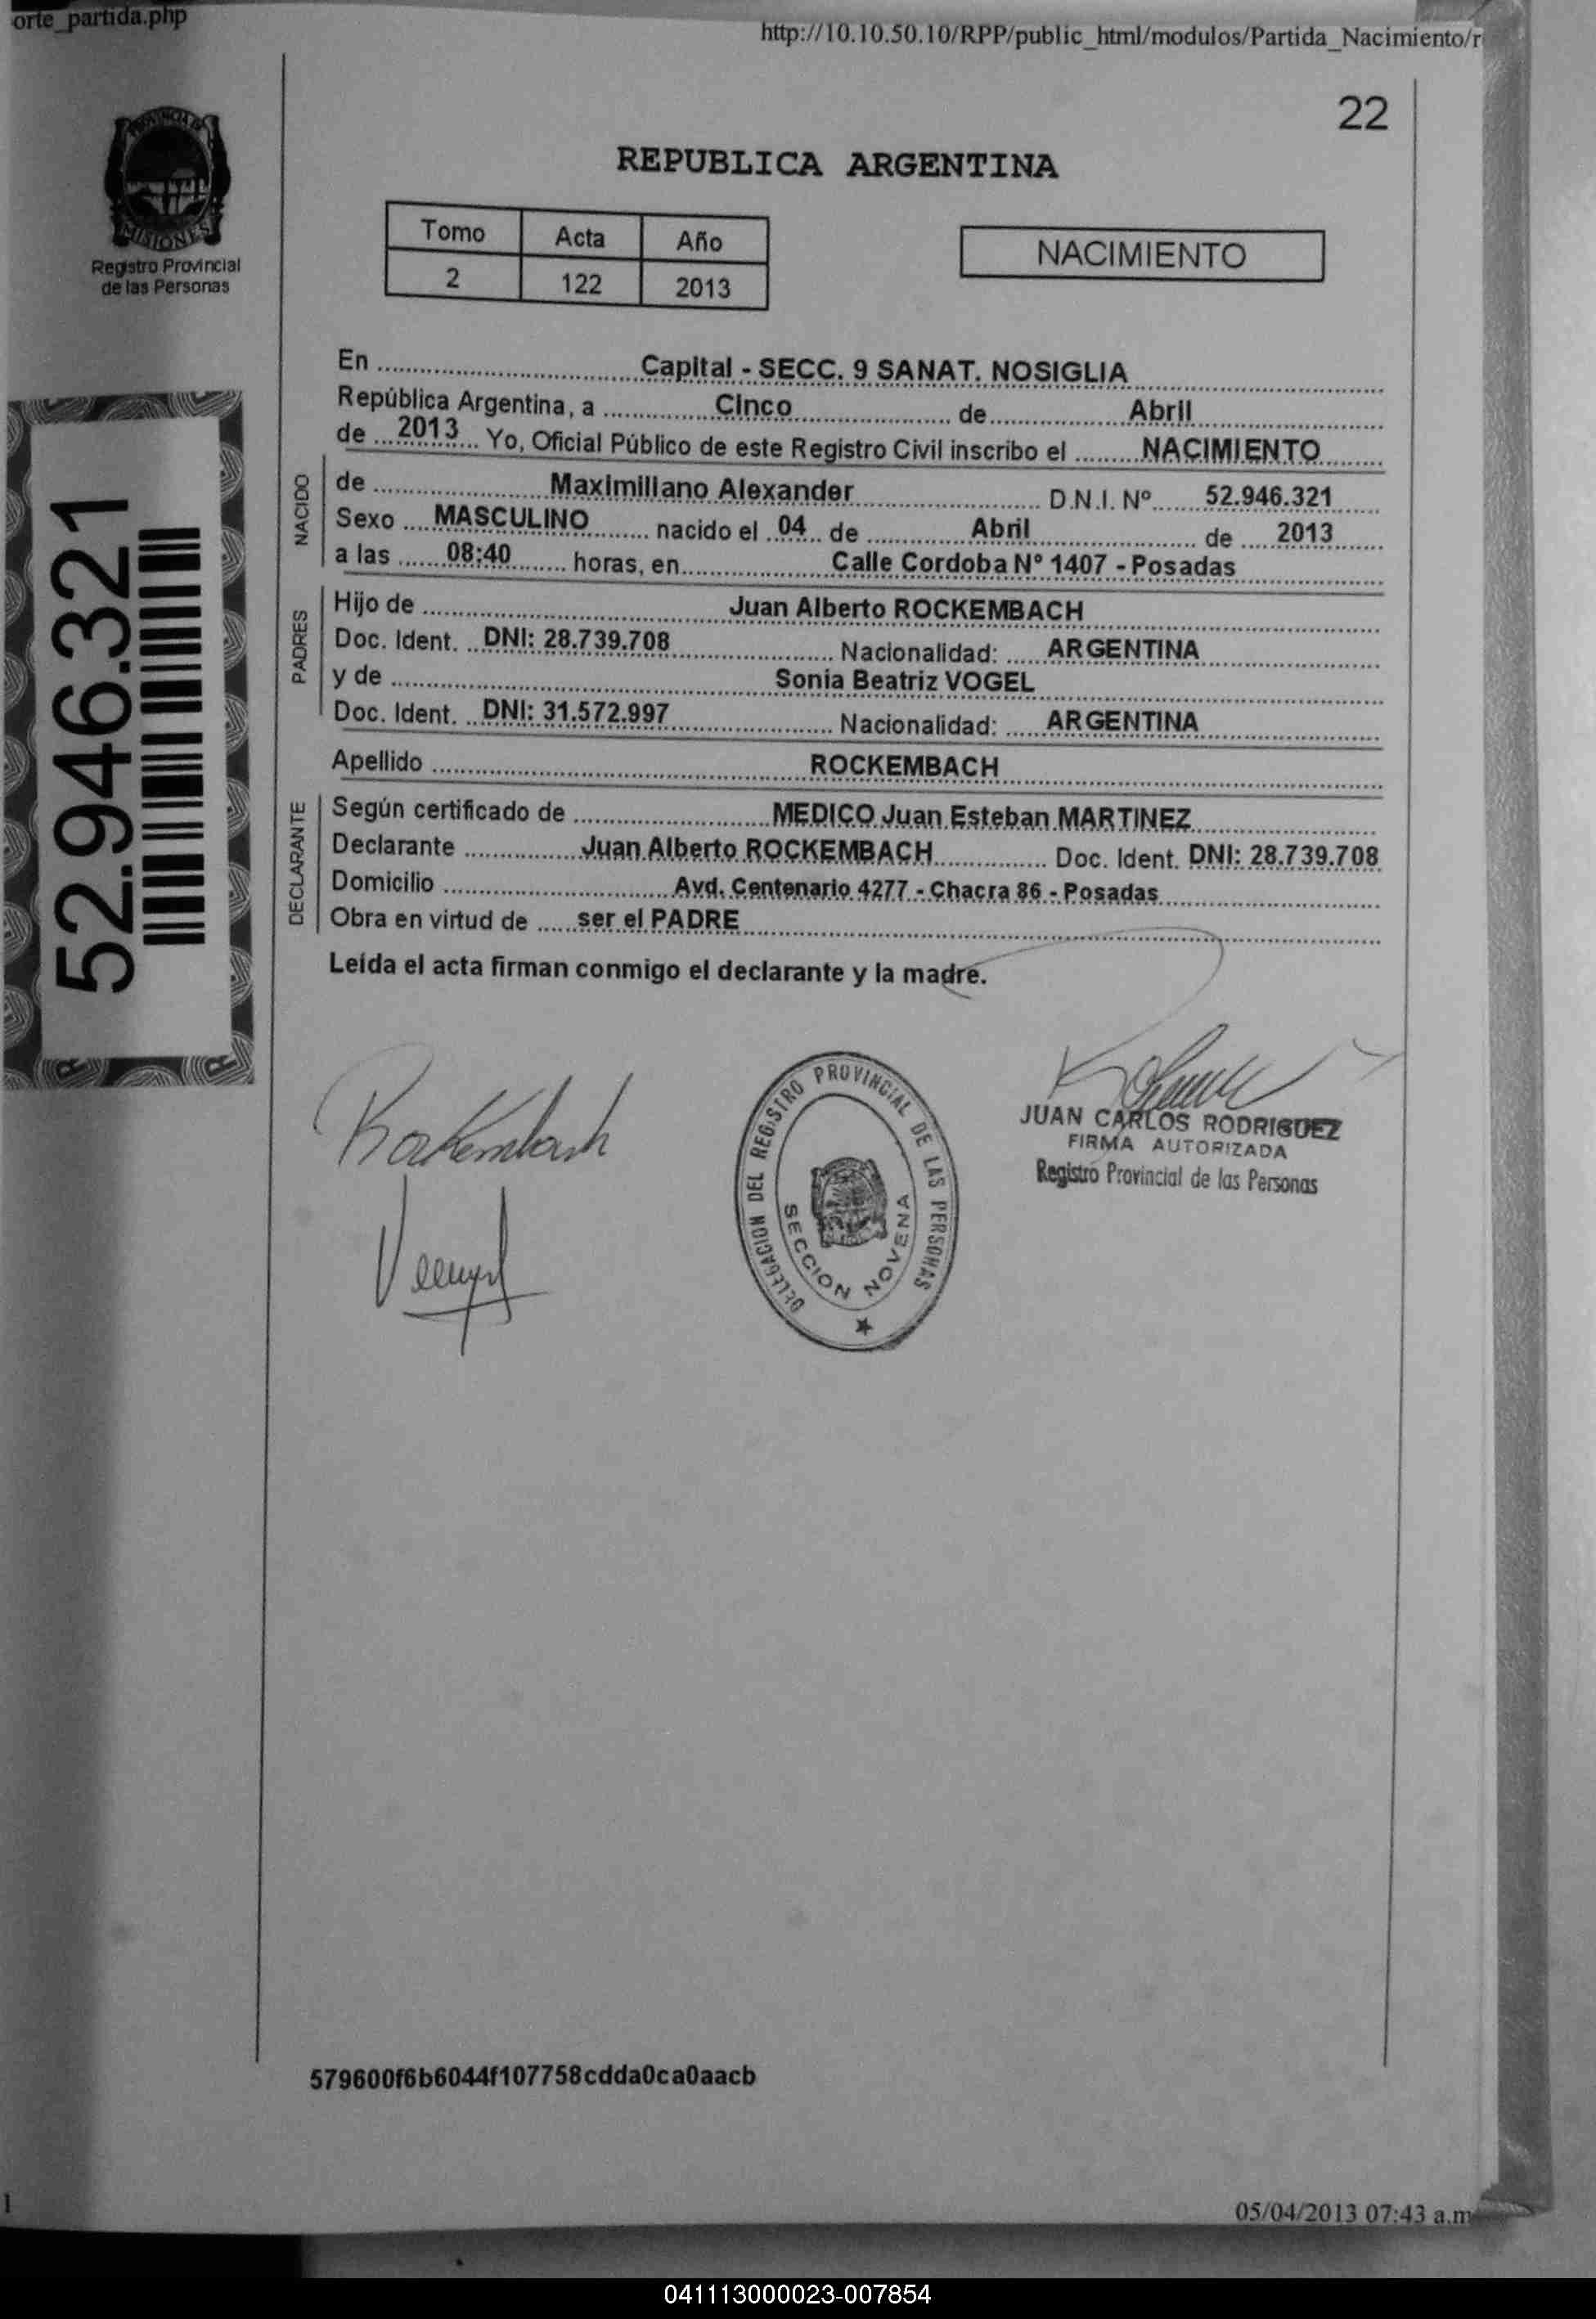 orte_partida.php
http://10.10.50.10/RPP/public_html/modulos/Partida_Nacimiento/r
22
PROVINCIA DE
MISIONES
Registro Provincial
de las Personas
REPUBLICA ARGENTINA
Tomo Acta Año
2 122 2013
NACIMIENTO
52.946.321
En Capital - SECC. 9 SANAT. NOSIGLIA
República Argentina, a Cinco de Abril
de 2013 Yo, Oficial Público de este Registro Civil inscribo el NACIMIENTO
NACIDO
de Maximiliano Alexander D.N.I. Nº 52.946.321
Sexo MASCULINO nacido el 04 de Abril de 2013
a las 08:40 horas, en Calle Cordoba Nº 1407 - Posadas
PADRES
Hijo de Juan Alberto ROCKEMBACH
Doc. Ident. DNI: 28.739.708 Nacionalidad: ARGENTINA
y de Sonia Beatriz VOGEL
Doc. Ident. DNI: 31.572.997 Nacionalidad: ARGENTINA
Apellido ROCKEMBACH
DECLARANTE
Según certificado de MEDICO Juan Esteban MARTINEZ
Declarante Juan Alberto ROCKEMBACH Doc. Ident. DNI: 28.739.708
Domicilio Avd. Centenario 4277 - Chacra 86 - Posadas
Obra en virtud de ser el PADRE
Leída el acta firman conmigo el declarante y la madre.
Rockembach
DELEGACION DEL REGISTRO PROVINCIAL DE LAS PERSONAS
SECCION NOVENA
JUAN CARLOS RODRIGUEZ
FIRMA AUTORIZADA
Registro Provincial de las Personas
579600f6b6044f107758cdda0ca0aacb
1
05/04/2013 07:43 a.m
041113000023-007854